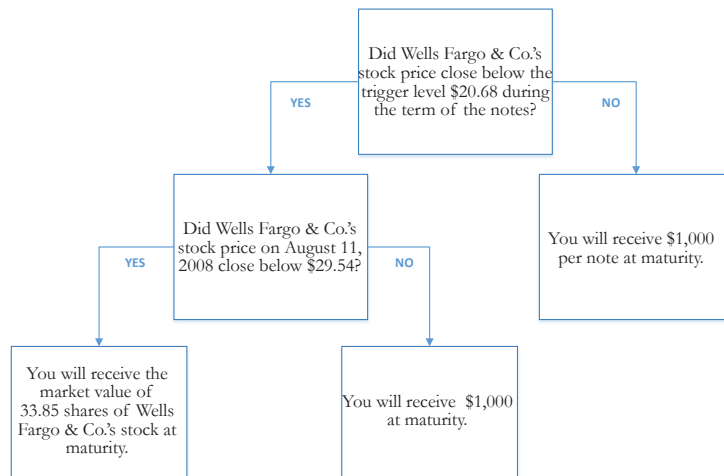 Did Wells Fargo & Co.'s
stock price close below the
trigger level $20.68 during
the term of the notes?
YES
NO
Did Wells Fargo & Co.'s
stock price on August 11,
2008 close below $29.54?
You will receive $1,000
per note at maturity.
YES
NO
You will receive the
market value of
33.85 shares of Wells
Fargo & Co.'s stock at
maturity.
You will receive $1,000
at maturity.